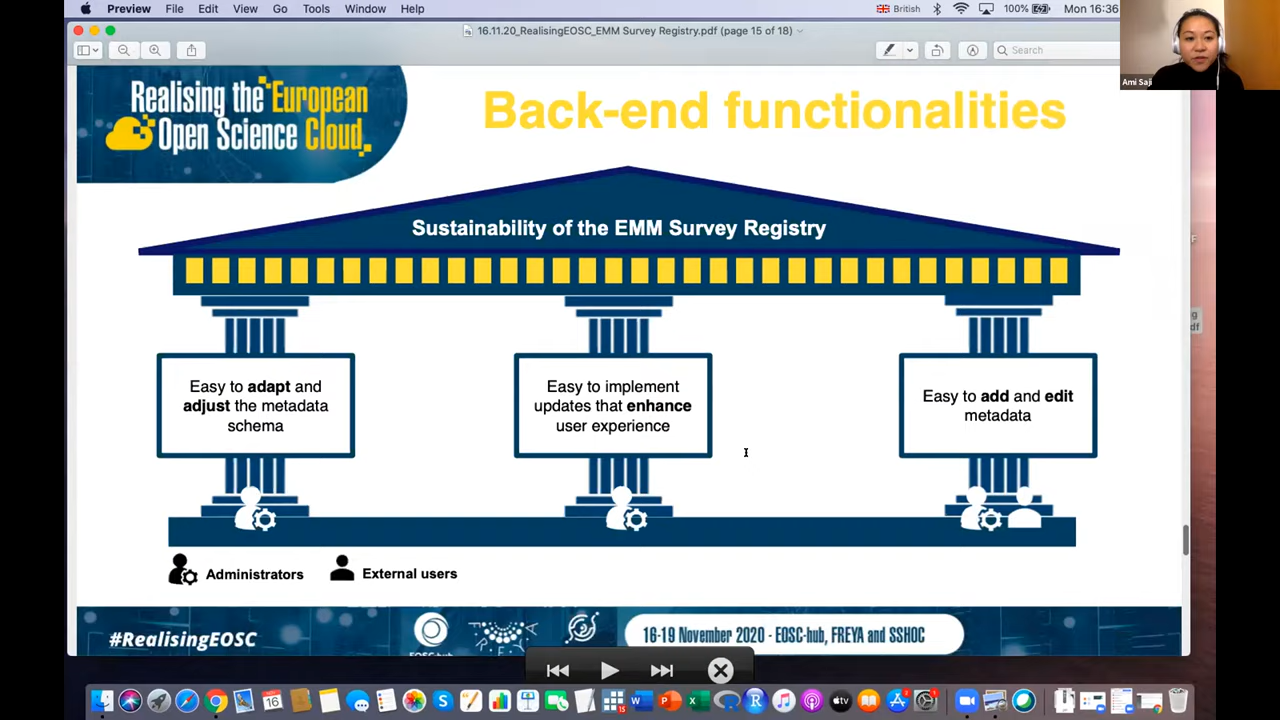 Preview File Edit View Go Tools Window Help
British 100% Mon 16:36
16.11.20_RealisingEOSC_EMM Survey Registry.pdf (page 15 of 18)
Search
Ami Saji
Realising the European
Open Science Cloud
Back-end functionalities
Sustainability of the EMM Survey Registry
Easy to adapt and
adjust the metadata
schema
Easy to implement
updates that enhance
user experience
Easy to add and edit
metadata
Administrators
External users
#RealisingEOSC
16-19 November 2020 - EOSC-hub, FREYA and SSHOC